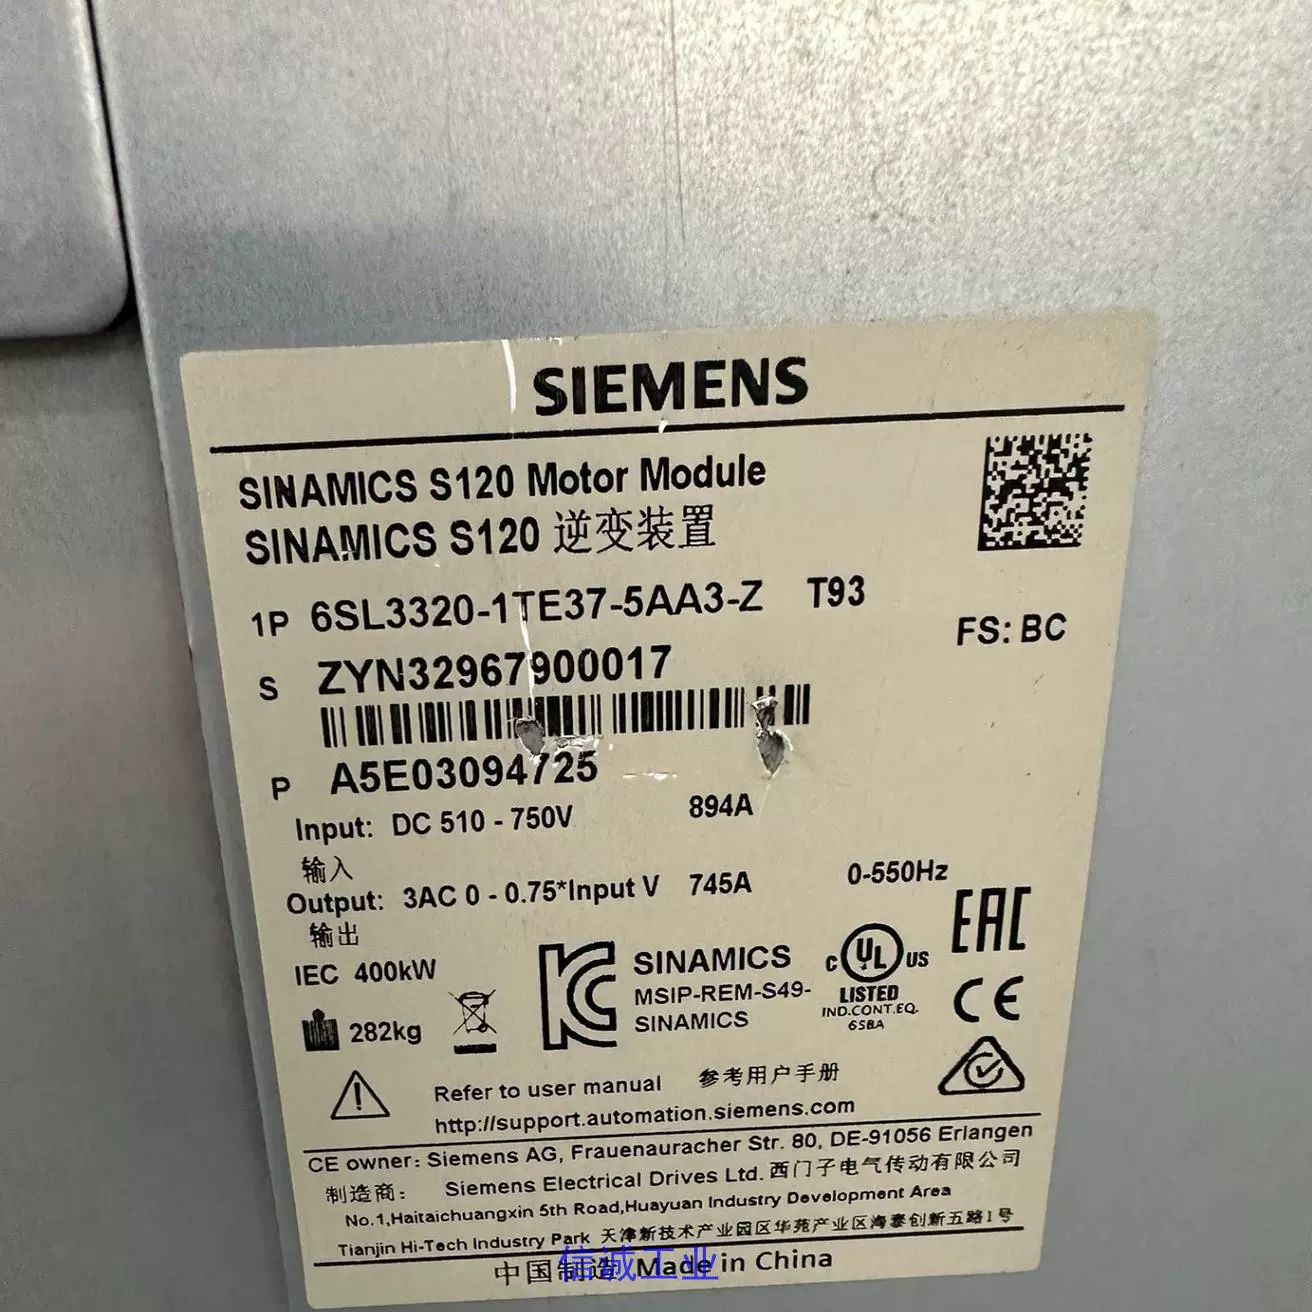 SIEMENS
SINAMICS S120 Motor Module
SINAMICS S120 逆变装置
1P 6SL3320-1TE37-5AA3-Z T93
FS: BC
S ZYN32967900017
P A5E03094725
Input: DC 510 - 750V 894A
输入
Output: 3AC 0 - 0.75*Input V 745A 0-550Hz
输出
IEC 400kW
EAC
SINAMICS
MSIP-REM-S49-
SINAMICS
C UL US
LISTED
IND.CONT.EQ.
6SBA
CE
282kg
Refer to user manual 参考用户手册
http://support.automation.siemens.com
CE owner: Siemens AG, Frauenauracher Str. 80, DE-91056 Erlangen
制造商： Siemens Electrical Drives Ltd. 西门子电气传动有限公司
No.1,Haitaichuangxin 5th Road,Huayuan Industry Development Area
Tianjin Hi-Tech Industry Park 天津新技术产业园区华苑产业区海泰创新五路1号
中国制造 Made in China
信诚工业